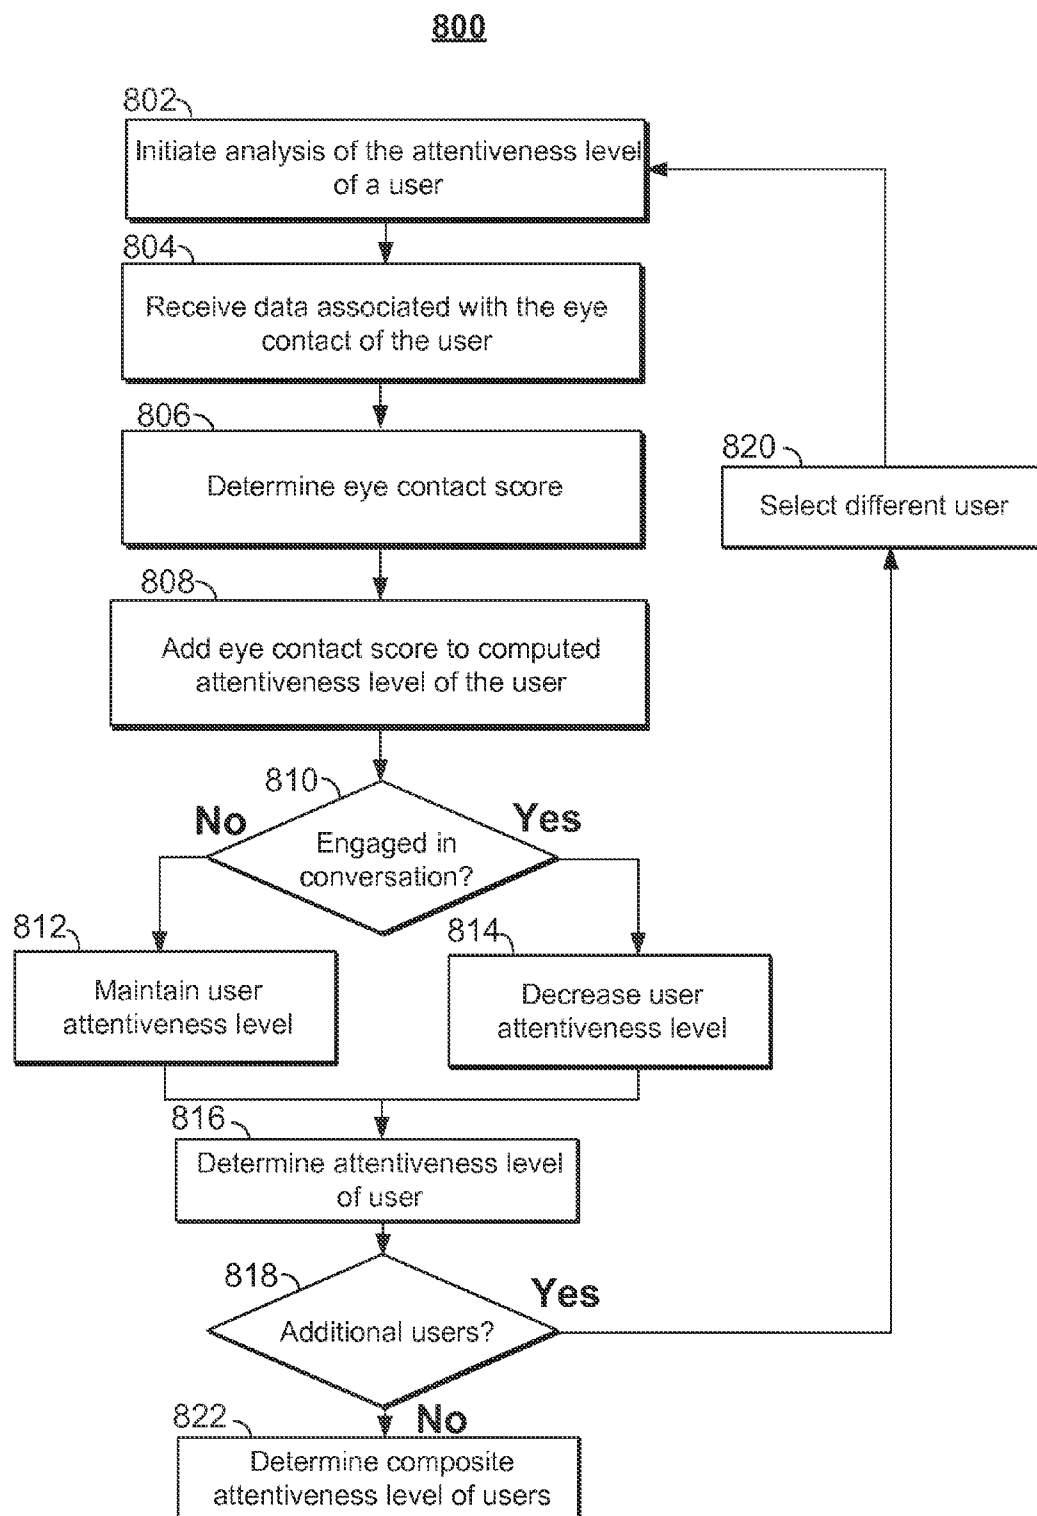 800
802
Initiate analysis of the attentiveness level
of a user
804
Receive data associated with the eye
contact of the user
806
Determine eye contact score
820
Select different user
808
Add eye contact score to computed
attentiveness level of the user
810
No
Yes
Engaged in
conversation?
812
Maintain user
attentiveness level
814
Decrease user
attentiveness level
816
Determine attentiveness level
of user
818
Yes
Additional users?
No
822
Determine composite
attentiveness level of users